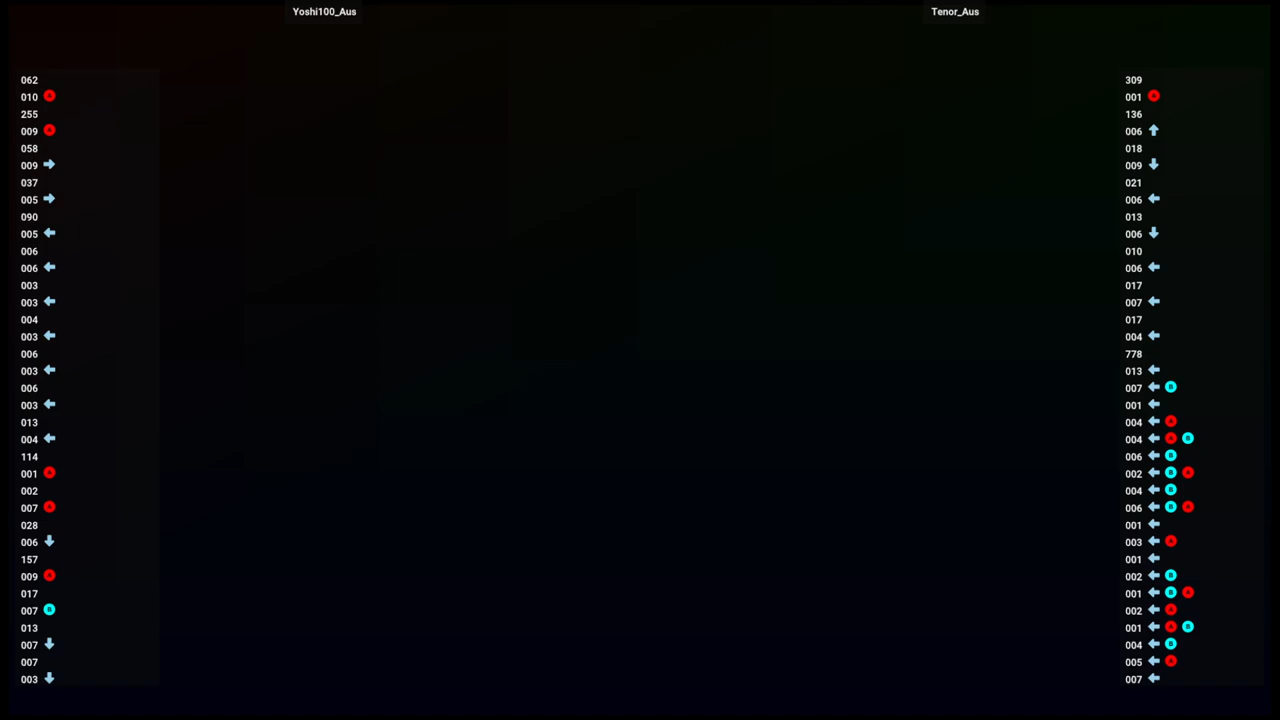 Yoshi100_Aus
Tenor_Aus
062
010 A
255
009 A
058
009
037
005
090
005
006
006
003
003
004
003
006
003
006
003
013
004
114
001 A
002
007 A
028
006
157
009 A
017
007 B
013
007
007
003
309
001 A
136
006
018
009
021
006
013
006
010
006
017
007
017
004
778
013
007 B
001
004 A
004 A B
006 B
002 B A
004 B
006 B A
001
003 A
001
002 B
001 B A
002 A
001 A B
004 B
005 A
007